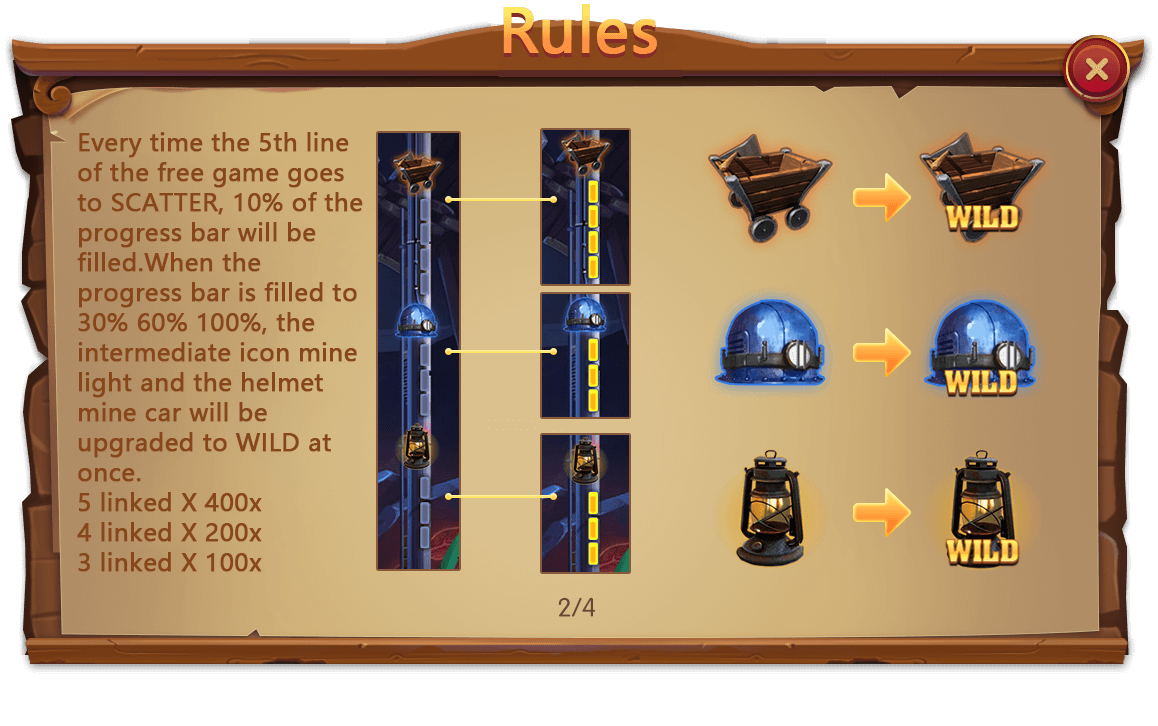 Rules
Every time the 5th line
of the free game goes
to SCATTER, 10% of the
progress bar will be
filled.When the
progress bar is filled to
30% 60% 100%, the
intermediate icon mine
light and the helmet
mine car will be
upgraded to WILD at
once.
5 linked X 400x
4 linked X 200x
3 linked X 100x
WILD
WILD
WILD
2/4